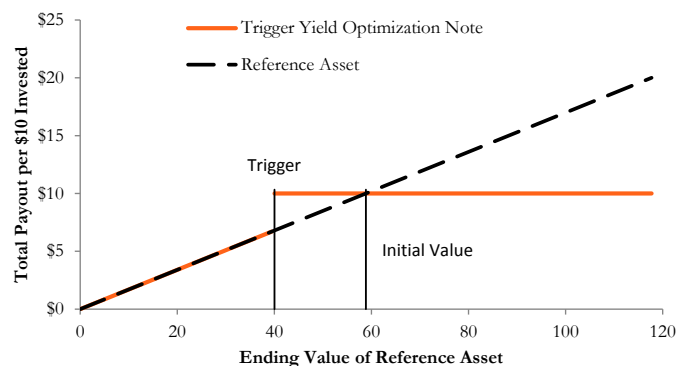 $25
Trigger Yield Optimization Note
Reference Asset
$20
$15
$10
$5
$0
Total Payout per $10 Invested
Trigger
Initial Value
0 20 40 60 80 100 120
Ending Value of Reference Asset